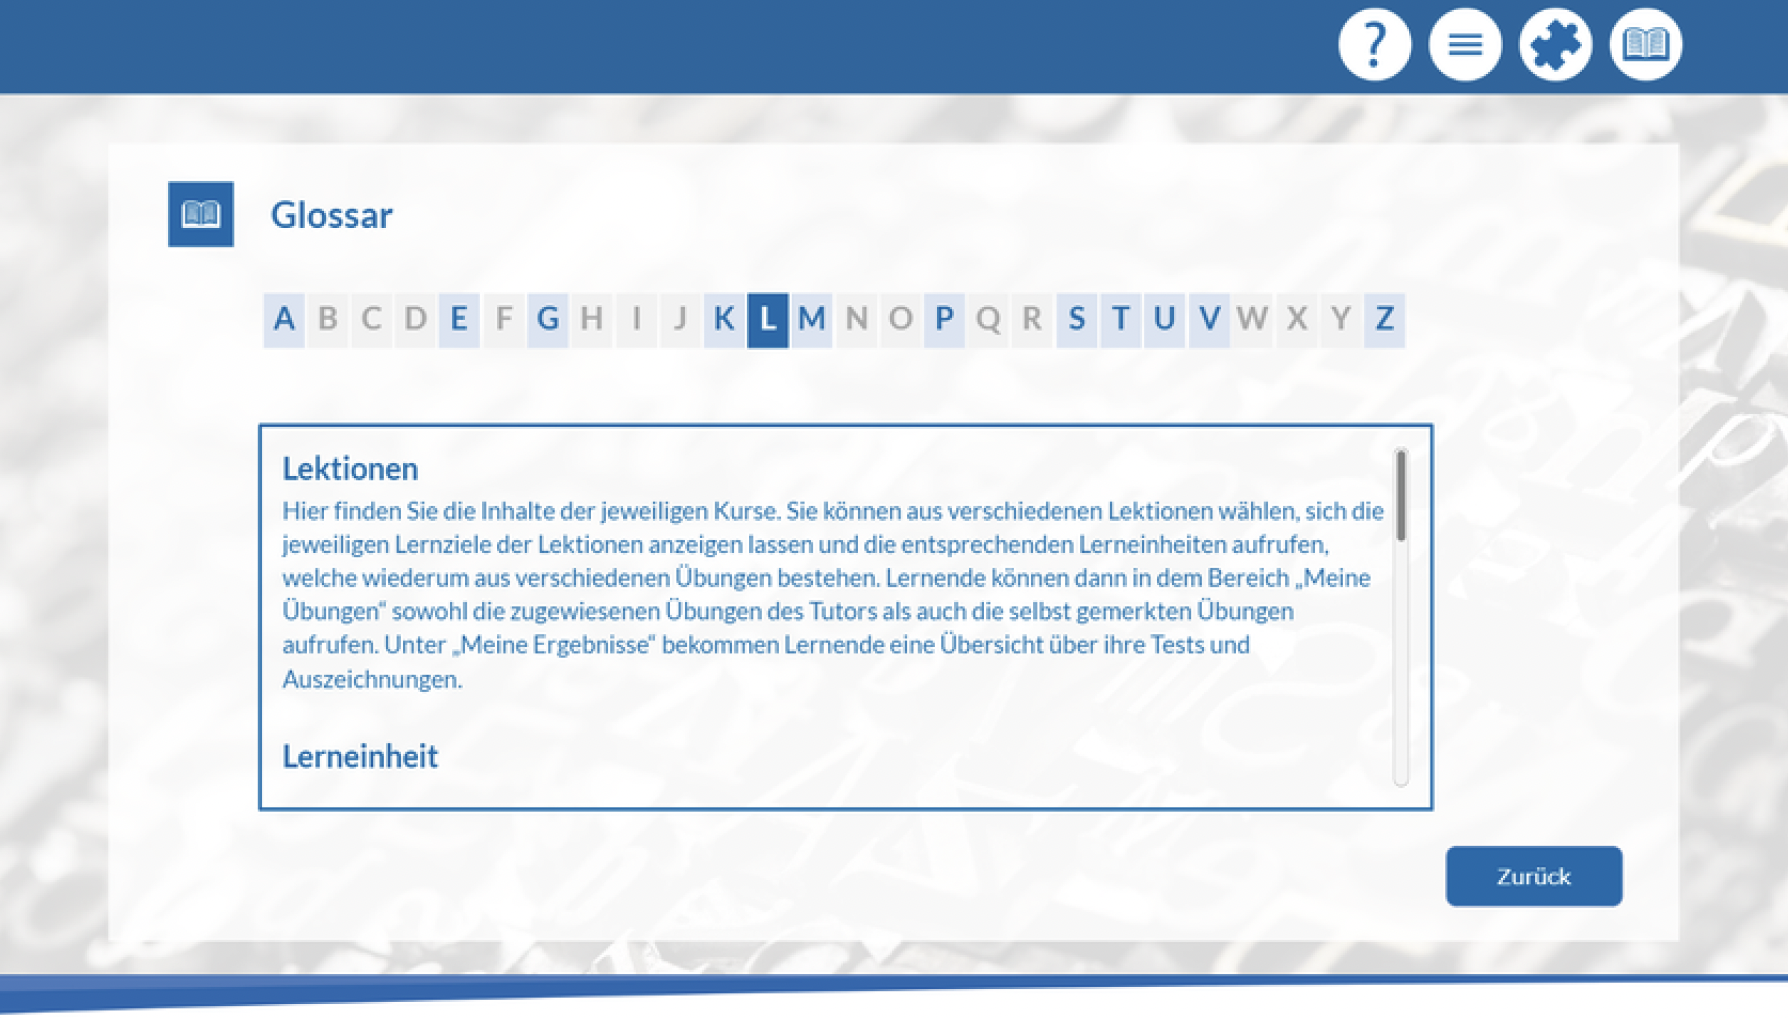 ?
Glossar
A B C D E F G H I J K L M N O P Q R S T U V W X Y Z
Lektionen
Hier finden Sie die Inhalte der jeweiligen Kurse. Sie können aus verschiedenen Lektionen wählen, sich die
jeweiligen Lernziele der Lektionen anzeigen lassen und die entsprechenden Lerneinheiten aufrufen,
welche wiederum aus verschiedenen Übungen bestehen. Lernende können dann in dem Bereich „Meine
Übungen“ sowohl die zugewiesenen Übungen des Tutors als auch die selbst gemerkten Übungen
aufrufen. Unter „Meine Ergebnisse“ bekommen Lernende eine Übersicht über ihre Tests und
Auszeichnungen.
Lerneinheit
Zurück